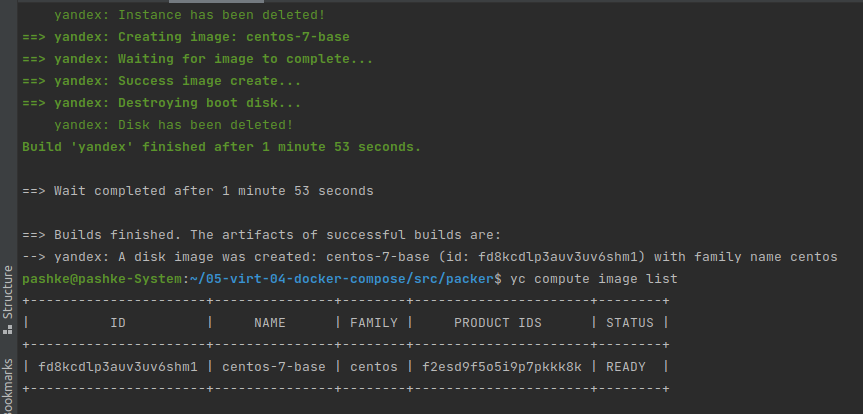 yandex: Instance has been deleted!
==> yandex: Creating image: centos-7-base
==> yandex: Waiting for image to complete...
==> yandex: Success image create...
==> yandex: Destroying boot disk...
    yandex: Disk has been deleted!
Build 'yandex' finished after 1 minute 53 seconds.

==> Wait completed after 1 minute 53 seconds

==> Builds finished. The artifacts of successful builds are:
--> yandex: A disk image was created: centos-7-base (id: fd8kcdlp3auv3uv6shm1) with family name centos
pashke@pashke-System:~/05-virt-04-docker-compose/src/packer$ yc compute image list
+----------------------+---------------+--------+----------------------+--------+
|          ID          |     NAME      | FAMILY |     PRODUCT IDS      | STATUS |
+----------------------+---------------+--------+----------------------+--------+
| fd8kcdlp3auv3uv6shm1 | centos-7-base | centos | f2esd9f5o5i9p7pkkk8k | READY  |
+----------------------+---------------+--------+----------------------+--------+
Structure
Bookmarks